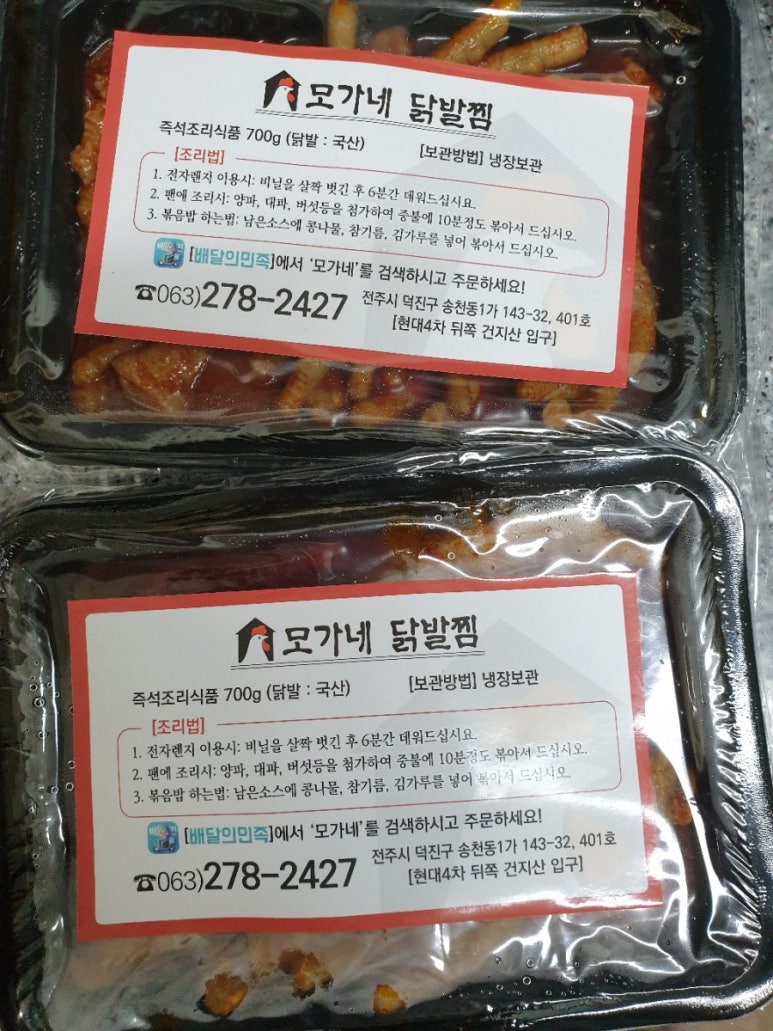 모가네 닭발찜
즉석조리식품 700g (닭발 : 국산) [보관방법] 냉장보관
[조리법]
1. 전자렌지 이용시: 비닐을 살짝 벗긴 후 6분간 데워드십시요.
2. 팬에 조리시: 양파, 대파, 버섯등을 첨가하여 중불에 10분정도 볶아서 드십시오.
3. 볶음밥 하는법: 남은소스에 콩나물, 참기름, 김가루를 넣어 볶아서 드십시오.
[배달의민족]에서 '모가네'를 검색하시고 주문하세요!
☎063)278-2427 전주시 덕진구 송천동1가 143-32, 401호
[현대4차 뒤쪽 건지산 입구]
모가네 닭발찜
즉석조리식품 700g (닭발 : 국산) [보관방법] 냉장보관
[조리법]
1. 전자렌지 이용시: 비닐을 살짝 벗긴 후 6분간 데워드십시요.
2. 팬에 조리시: 양파, 대파, 버섯등을 첨가하여 중불에 10분정도 볶아서 드십시오.
3. 볶음밥 하는법: 남은소스에 콩나물, 참기름, 김가루를 넣어 볶아서 드십시오.
[배달의민족]에서 '모가네'를 검색하시고 주문하세요!
☎063)278-2427 전주시 덕진구 송천동1가 143-32, 401호
[현대4차 뒤쪽 건지산 입구]